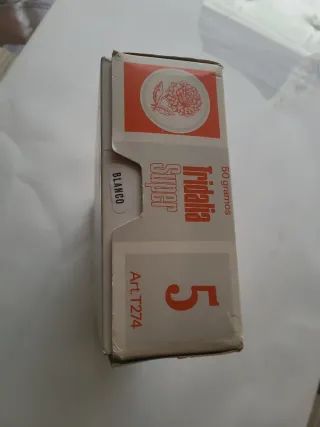 50 gramos
Tridalia
Super
BLANCO
5
Art.T274